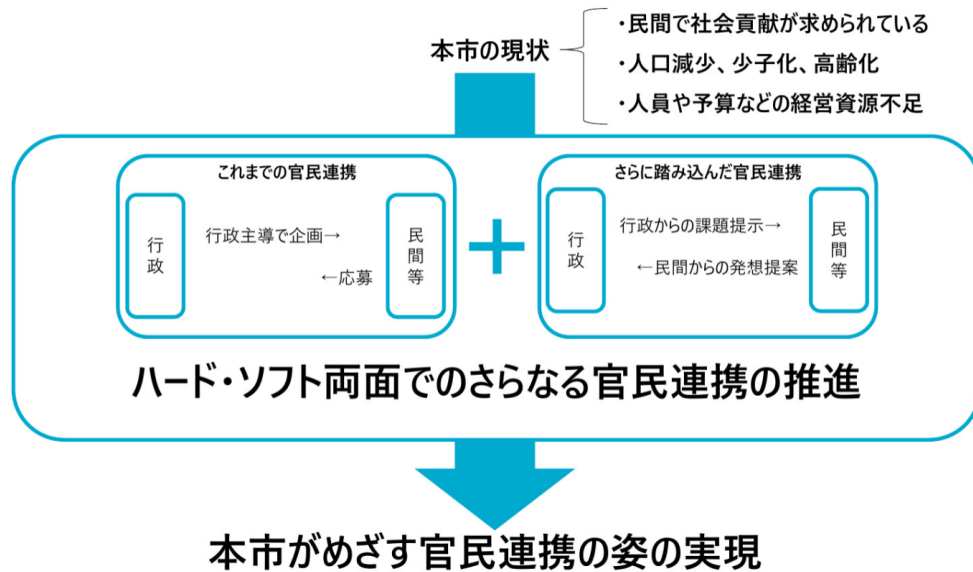 本市の現状
・民間で社会貢献が求められている
・人口減少、少子化、高齢化
・人員や予算などの経営資源不足
これまでの官民連携
行政
行政主導で企画→
←応募
民間等
+
さらに踏み込んだ官民連携
行政
行政からの課題提示→
←民間からの発想提案
民間等
ハード・ソフト両面でのさらなる官民連携の推進
本市がめざす官民連携の姿の実現